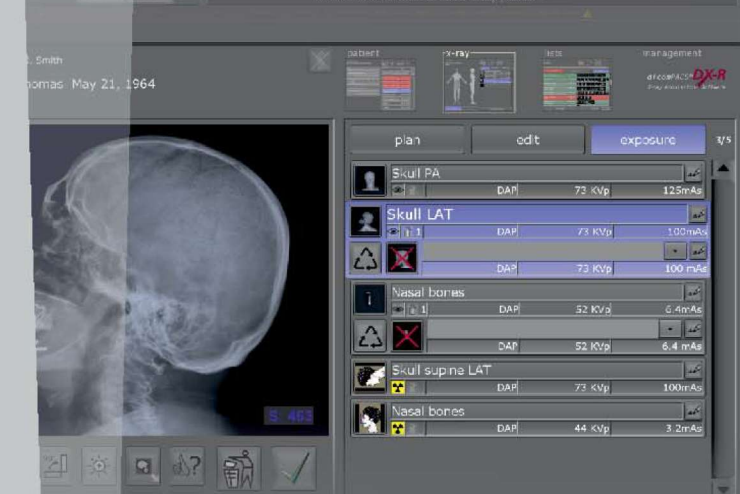 . Smith
omas May 21, 1964
patient
x-ray
lists
management
DX-R
plan
edit
exposure
3/5
Skull PA
DAP
73 KVp
125mAs
Skull LAT
1
DAP
73 KVp
100mAs
DAP
73 KVp
100 mAs
Nasal bones
1
DAP
52 KVp
6.4mAs
DAP
52 KVp
6.4 mAs
Skull supine LAT
DAP
73 KVp
100mAs
Nasal bones
DAP
44 KVp
3.2mAs
S 463
?